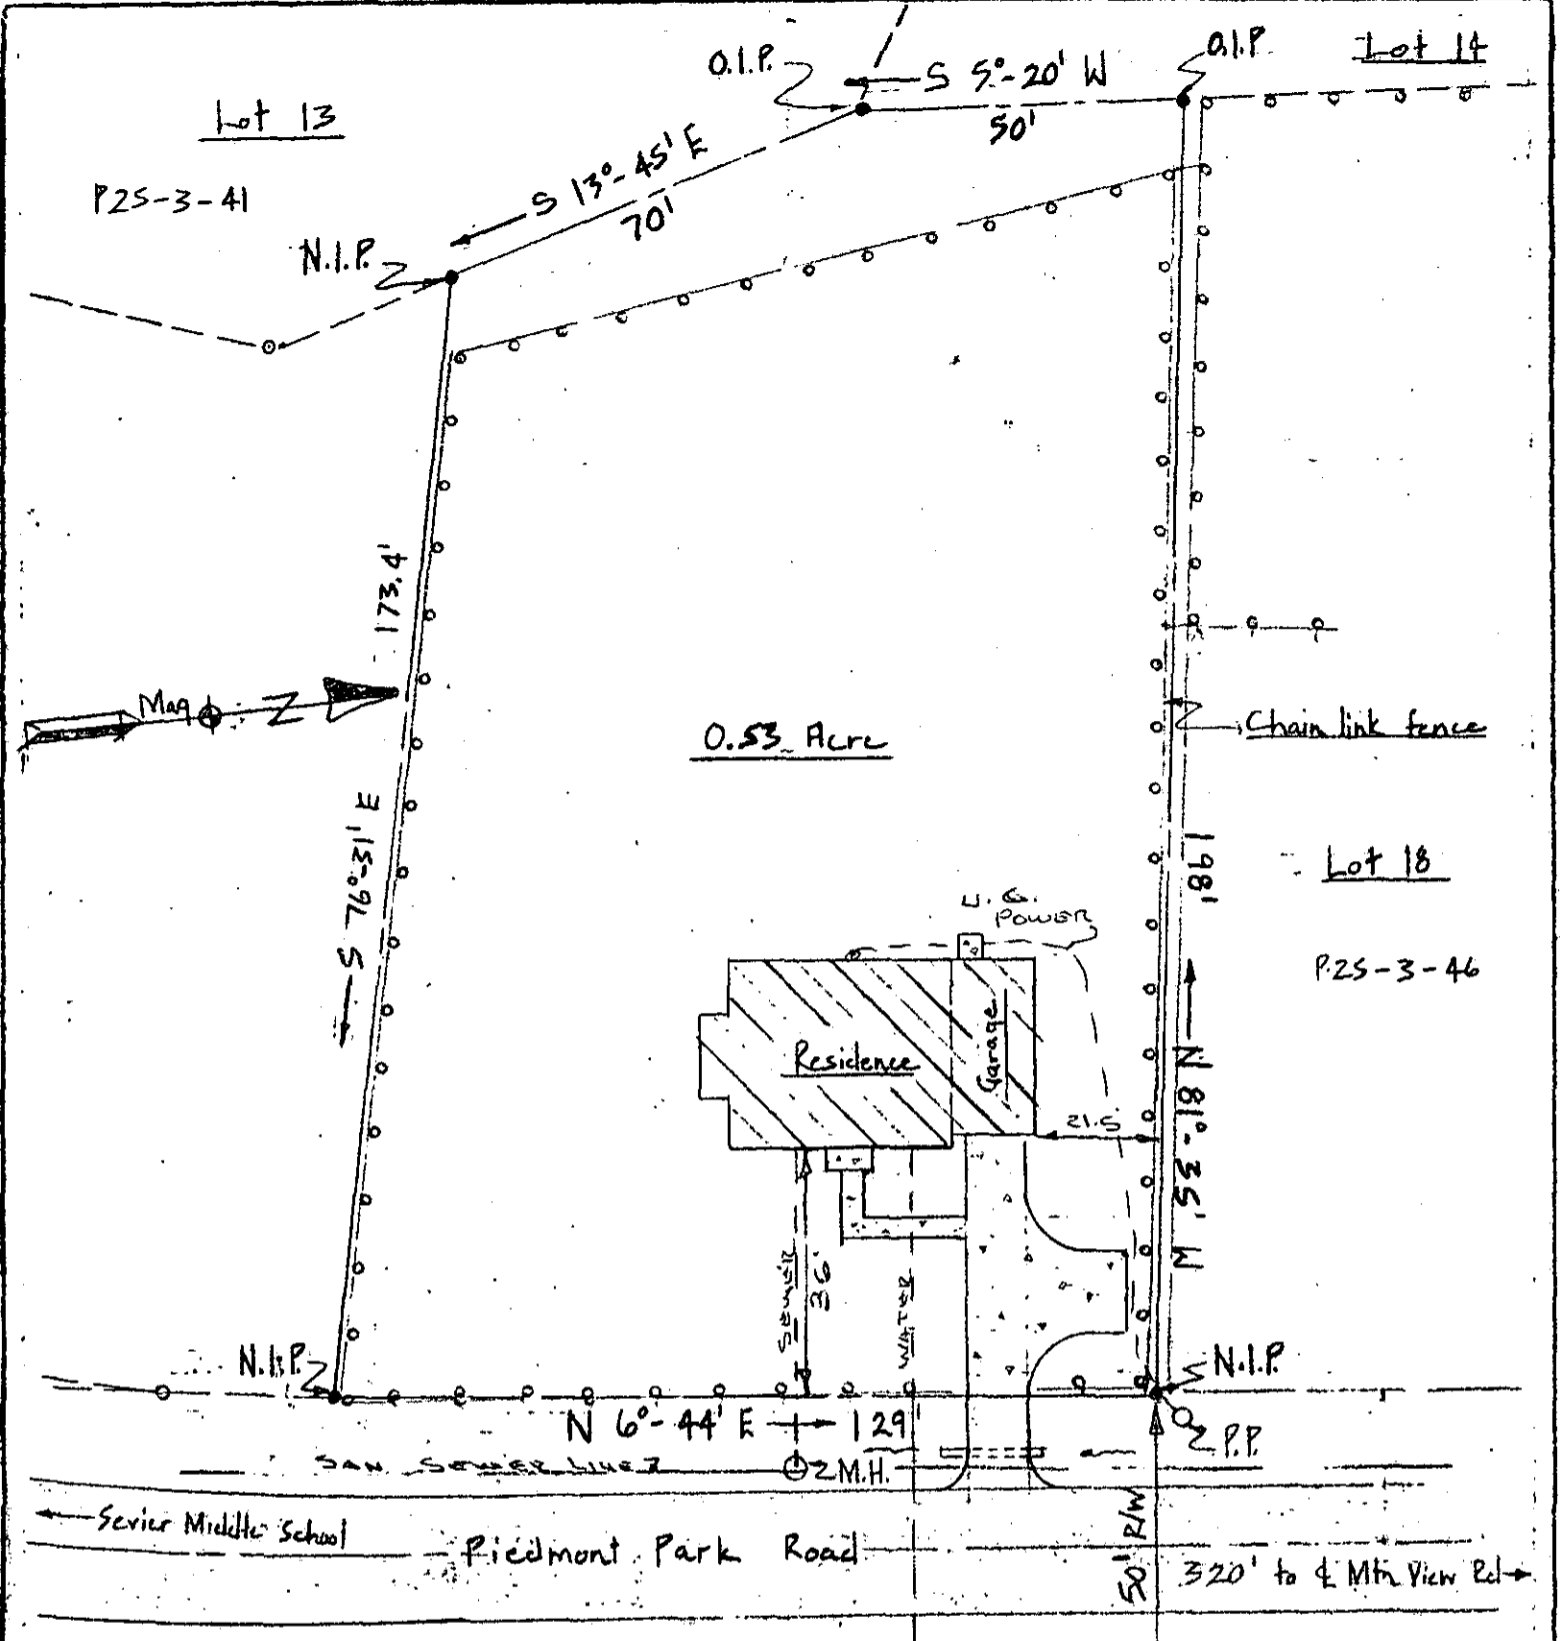 O.I.P.
S 5°-20' W
50'
O.I.P.
Lot 14
Lot 13
P25-3-41
S 13°-45' E
70'
N.I.P.
173.4'
S 76°-31' E
Mag
N
0.53 Acre
Chain link fence
198'
N 81°-35' W
Lot 18
P.25-3-46
U.G.
POWER
Residence
Garage
21.5
SEWER
36'
WATER
N.I.P.
N 6°-44' E
129'
N.I.P.
P.P.
SAN. SEWER LINE
M.H.
Sevier Middle School
Piedmont Park Road
50' R/W
320' to ℄ Mtn View Rd